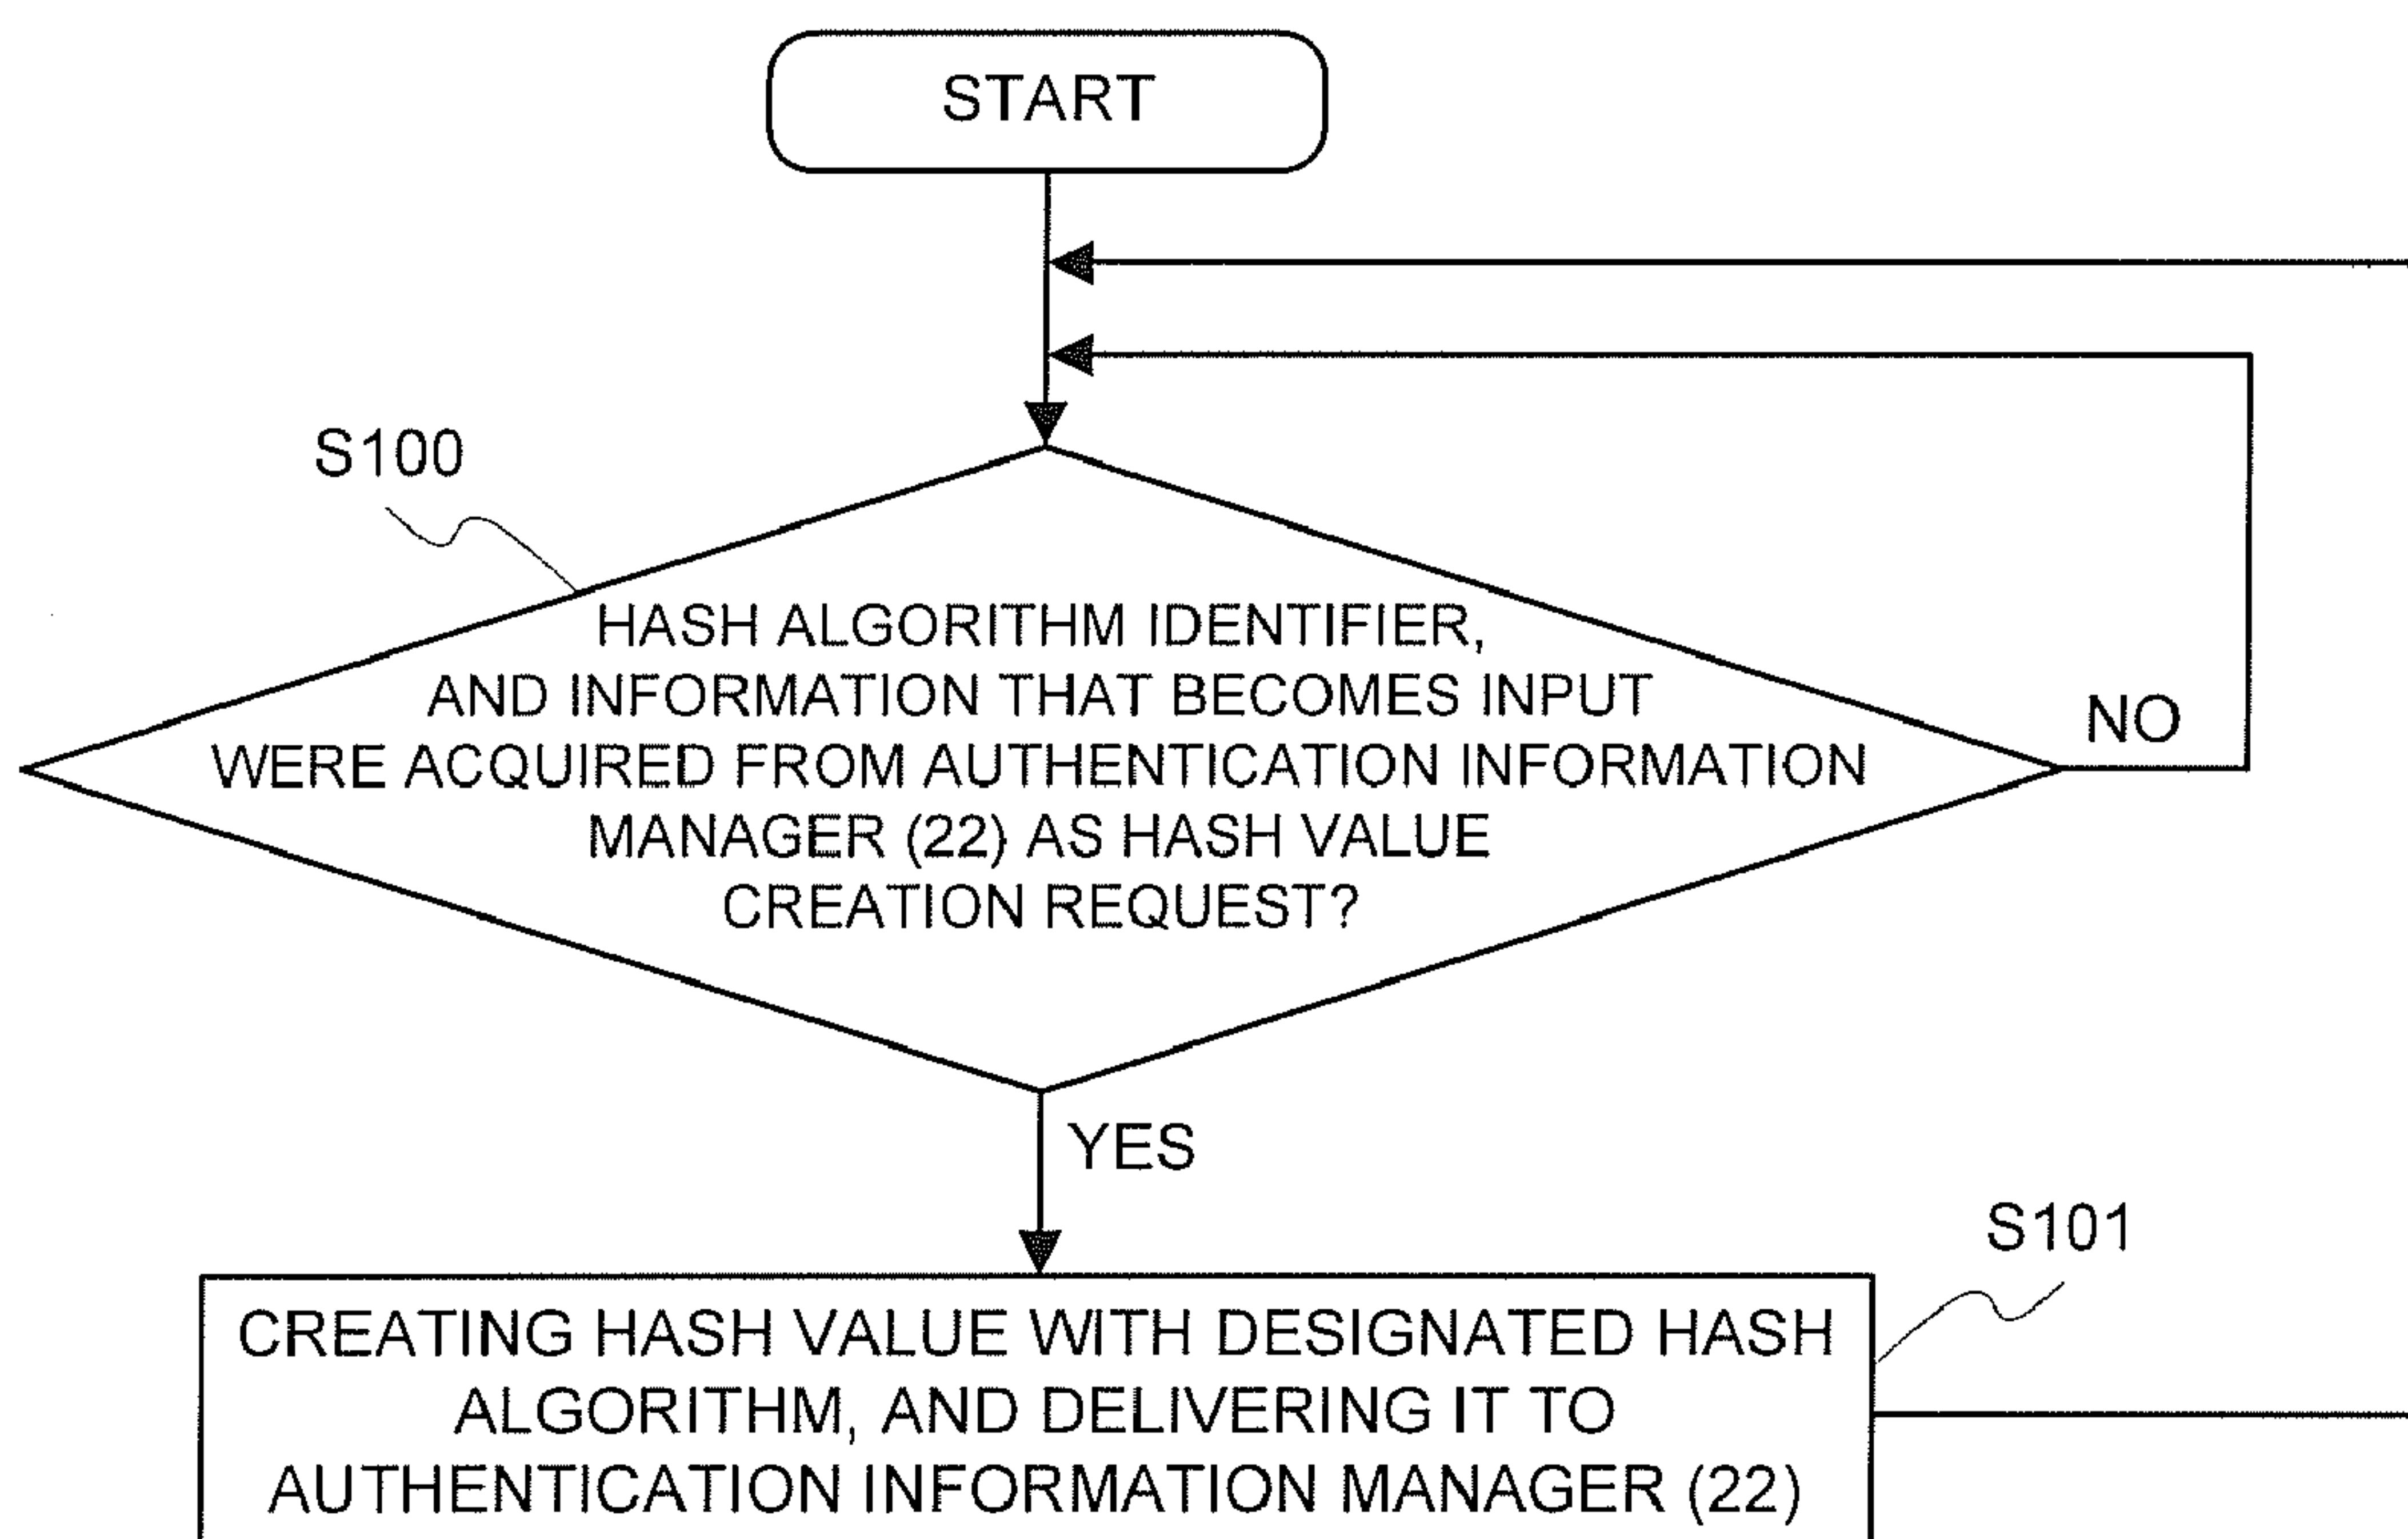 START
S100
HASH ALGORITHM IDENTIFIER,
AND INFORMATION THAT BECOMES INPUT
WERE ACQUIRED FROM AUTHENTICATION INFORMATION
MANAGER (22) AS HASH VALUE
CREATION REQUEST?
NO
YES
S101
CREATING HASH VALUE WITH DESIGNATED HASH
ALGORITHM, AND DELIVERING IT TO
AUTHENTICATION INFORMATION MANAGER (22)